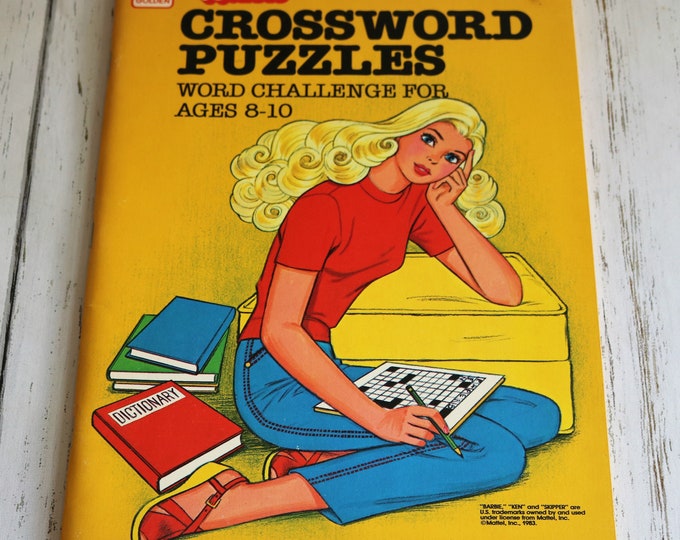 GOLDEN
CROSSWORD
PUZZLES
WORD CHALLENGE FOR
AGES 8-10
DICTIONARY
"BARBIE," "KEN" and "SKIPPER" are
U.S. trademarks owned by and used
under license from Mattel, Inc.
©Mattel, Inc., 1983.